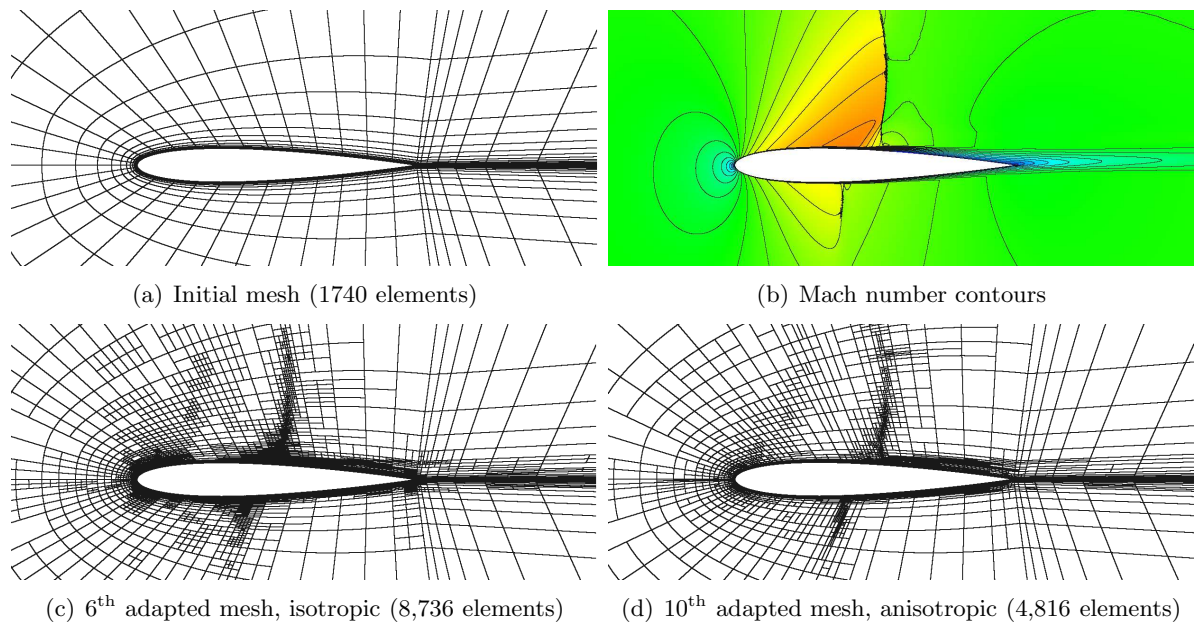 (a) Initial mesh (1740 elements)
(b) Mach number contours
(c) 6th adapted mesh, isotropic (8,736 elements)
(d) 10th adapted mesh, anisotropic (4,816 elements)